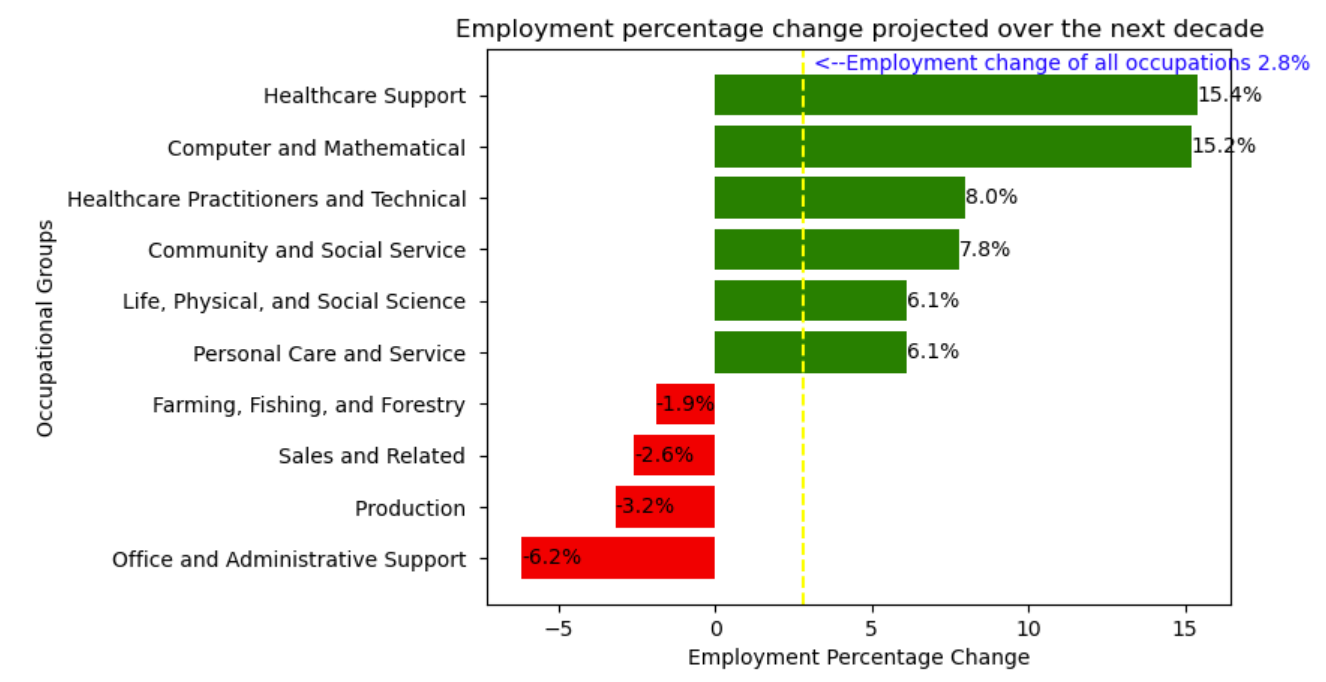 Employment percentage change projected over the next decade
<--Employment change of all occupations 2.8%
Healthcare Support 15.4%
Computer and Mathematical 15.2%
Healthcare Practitioners and Technical 8.0%
Community and Social Service 7.8%
Life, Physical, and Social Science 6.1%
Personal Care and Service 6.1%
Farming, Fishing, and Forestry -1.9%
Sales and Related -2.6%
Production -3.2%
Office and Administrative Support -6.2%
Occupational Groups
−5 0 5 10 15
Employment Percentage Change